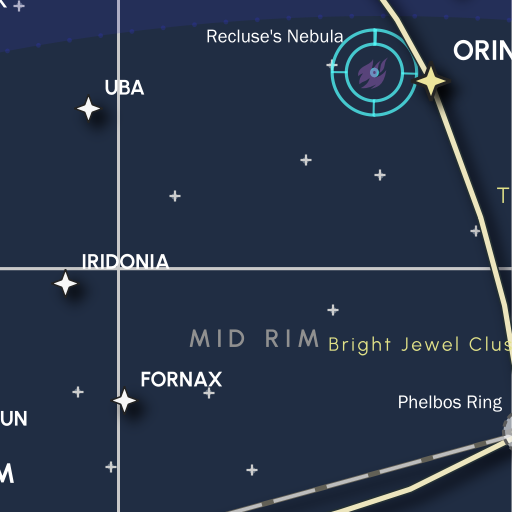 Recluse's Nebula
ORIN
UBA
T
IRIDONIA
MID RIM
Bright Jewel Clus
FORNAX
Phelbos Ring
UN
M